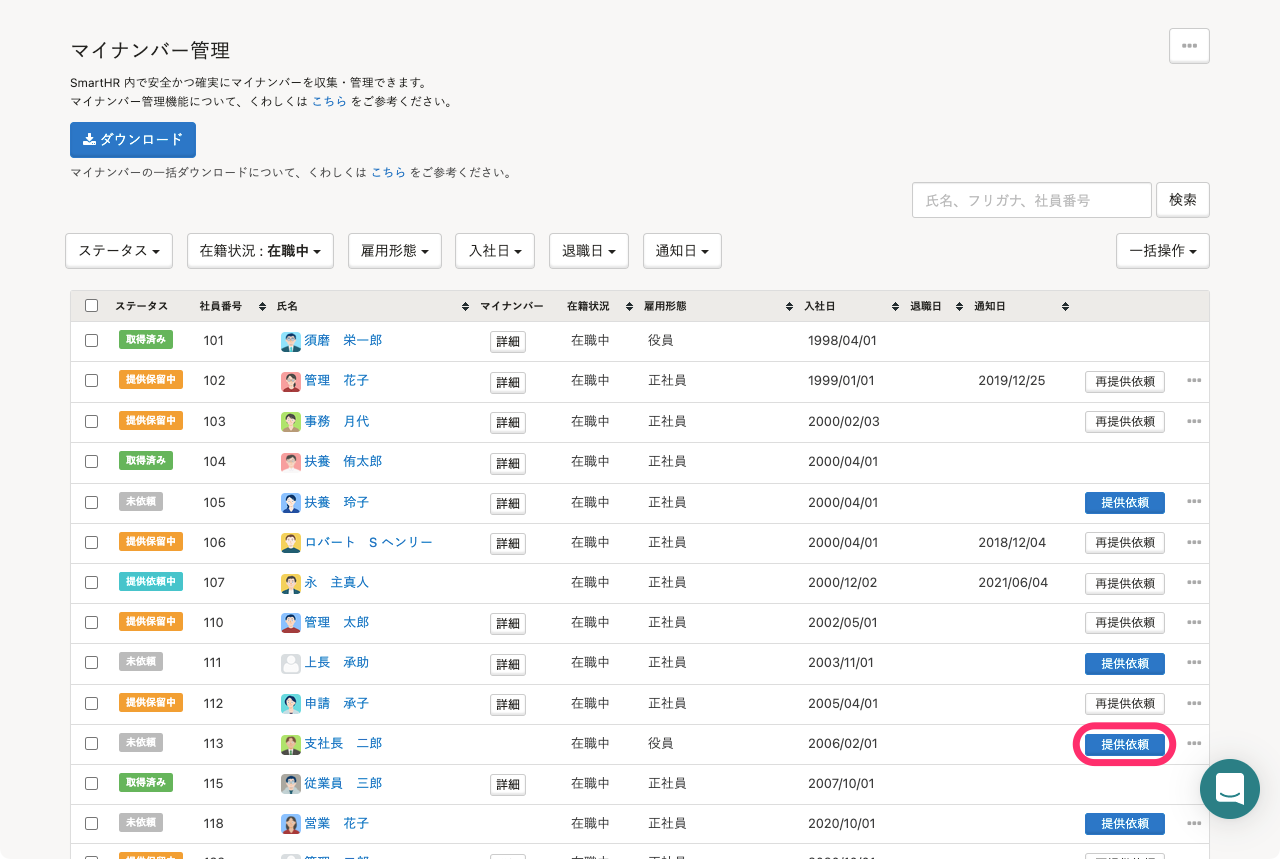 マイナンバー管理
SmartHR 内で安全かつ確実にマイナンバーを収集・管理できます。
マイナンバー管理機能について、くわしくは こちら をご参考ください。
ダウンロード
マイナンバーの一括ダウンロードについて、くわしくは こちら をご参考ください。
氏名、フリガナ、社員番号 検索
ステータス 在籍状況 : 在職中 雇用形態 入社日 退職日 通知日 一括操作
ステータス 社員番号 氏名 マイナンバー 在籍状況 雇用形態 入社日 退職日 通知日
取得済み 101 須磨 栄一郎 詳細 在職中 役員 1998/04/01
提供保留中 102 管理 花子 詳細 在職中 正社員 1999/01/01 2019/12/25 再提供依頼
提供保留中 103 事務 月代 詳細 在職中 正社員 2000/02/03 再提供依頼
取得済み 104 扶養 侑太郎 詳細 在職中 正社員 2000/04/01
未依頼 105 扶養 玲子 詳細 在職中 正社員 2000/04/01 提供依頼
提供保留中 106 ロバート S ヘンリー 詳細 在職中 正社員 2000/04/01 2018/12/04 再提供依頼
提供依頼中 107 永 主真人 在職中 正社員 2000/12/02 2021/06/04 再提供依頼
提供保留中 110 管理 太郎 詳細 在職中 正社員 2002/05/01 再提供依頼
未依頼 111 上長 承助 詳細 在職中 正社員 2003/11/01 提供依頼
提供保留中 112 申請 承子 詳細 在職中 正社員 2005/04/01 再提供依頼
未依頼 113 支社長 二郎 在職中 役員 2006/02/01 提供依頼
取得済み 115 従業員 三郎 詳細 在職中 正社員 2007/10/01
未依頼 118 営業 花子 在職中 正社員 2020/10/01 提供依頼